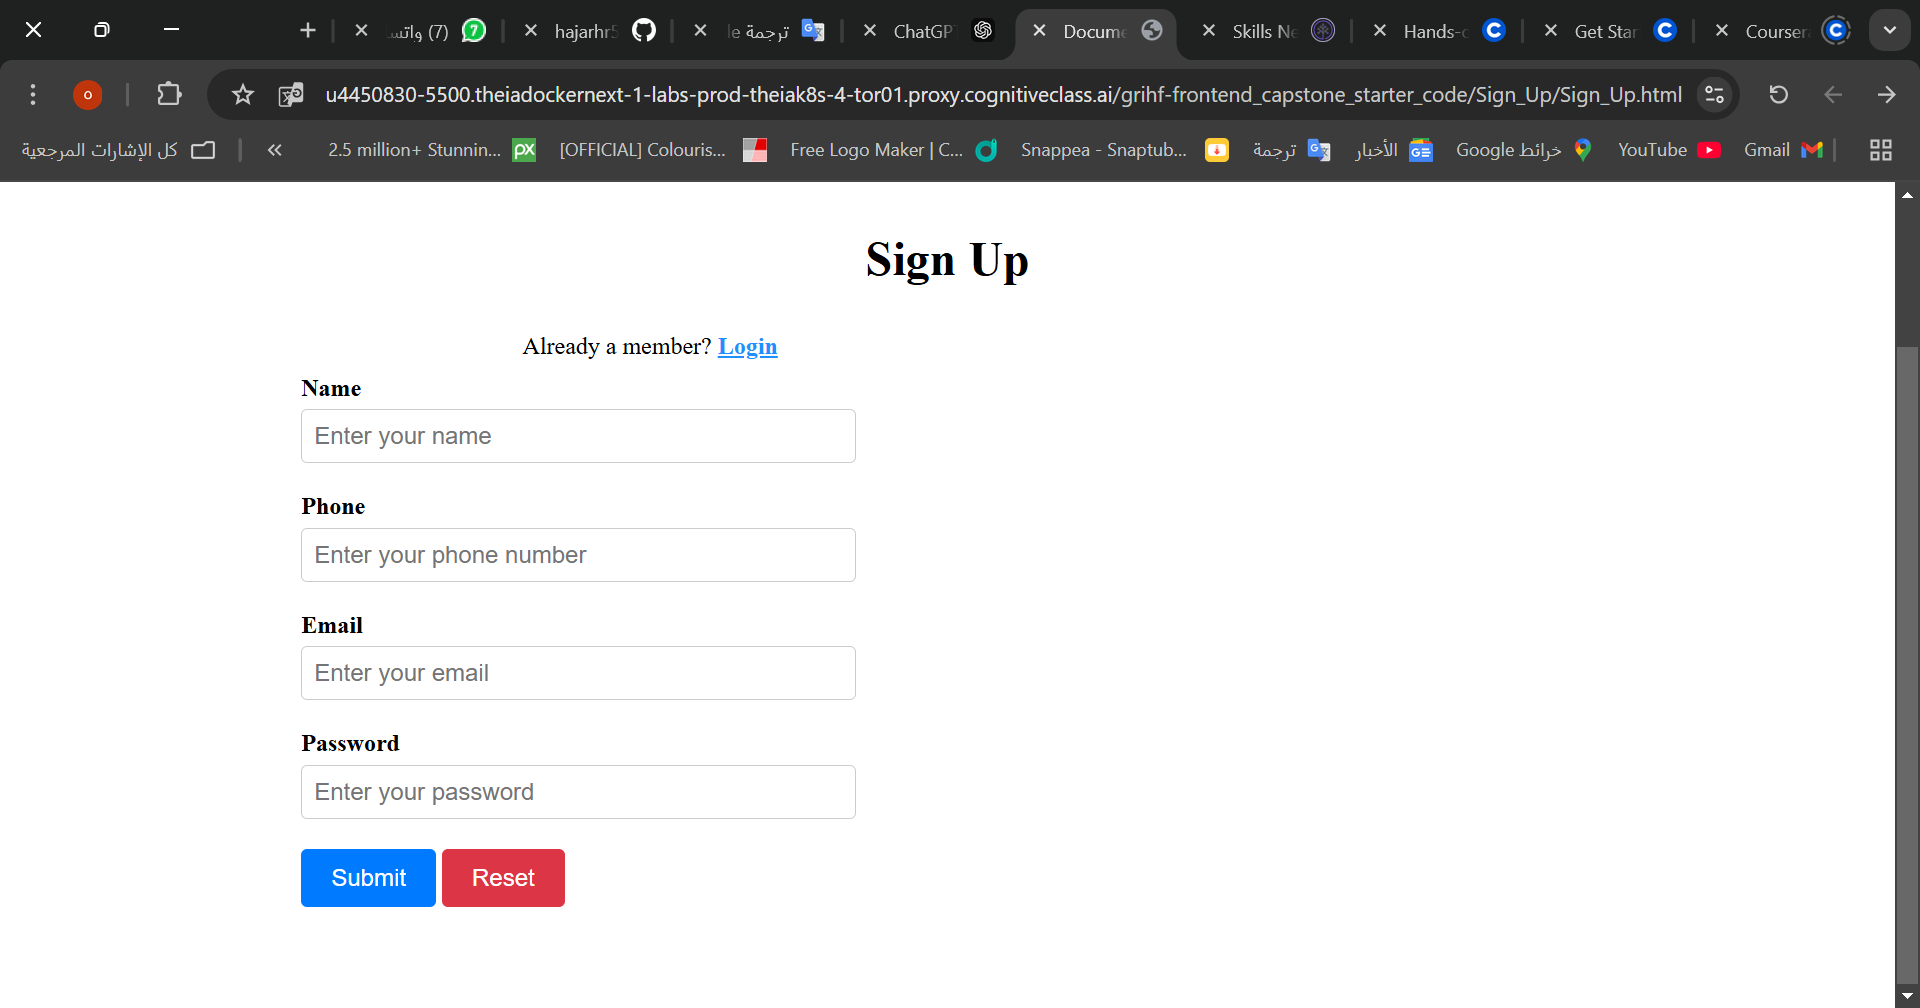 واتس (7)
7
hajarhr5
ترجمة le
ChatGP
Docume
Skills Ne
Hands-o
Get Star
Courser
o
u4450830-5500.theiadockernext-1-labs-prod-theiak8s-4-tor01.proxy.cognitiveclass.ai/grihf-frontend_capstone_starter_code/Sign_Up/Sign_Up.html
كل الإشارات المرجعية
2.5 million+ Stunnin...
px
[OFFICIAL] Colouris...
Free Logo Maker | C...
Snappea - Snaptub...
ترجمة
الأخبار
خرائط Google
YouTube
Gmail
Sign Up
Already a member? Login
Name
Enter your name
Phone
Enter your phone number
Email
Enter your email
Password
Enter your password
Submit Reset